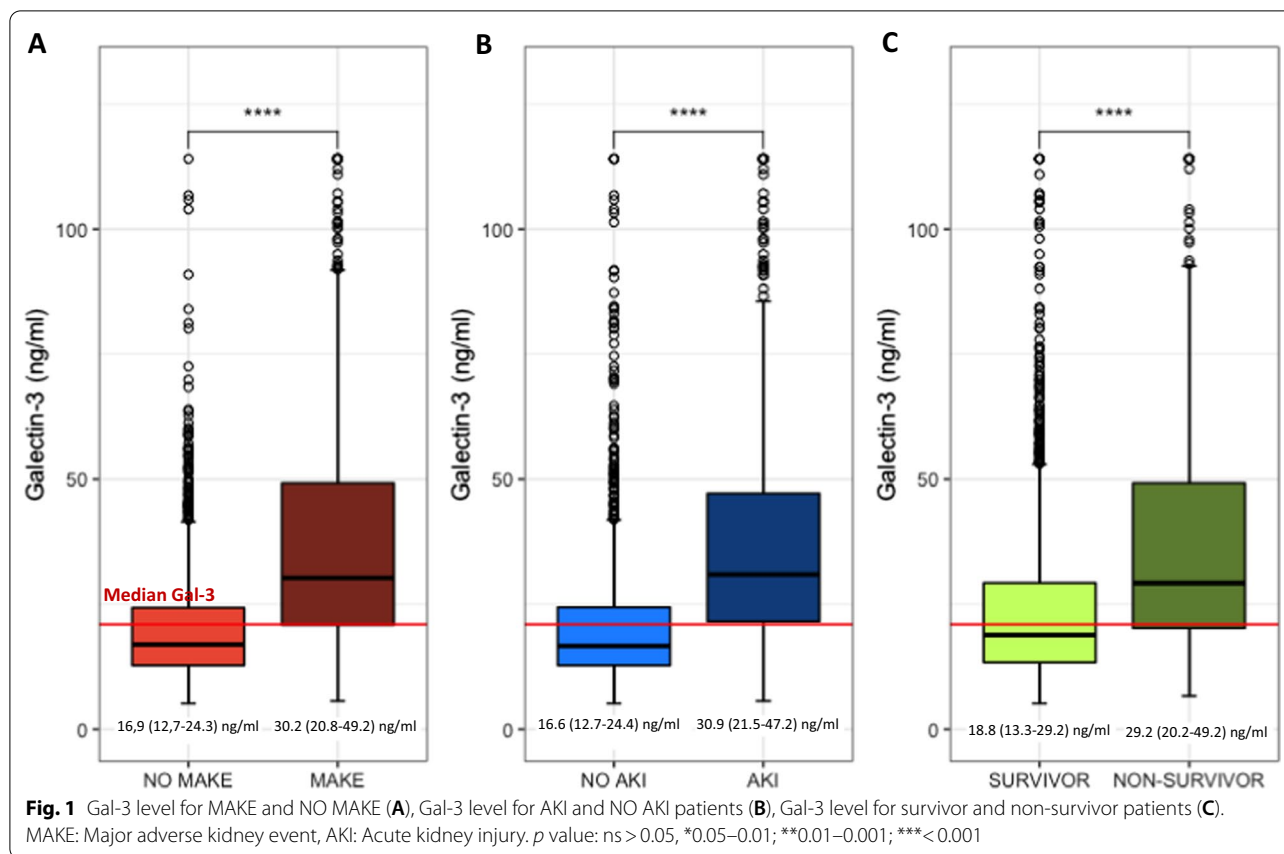 A
B
C
****
****
****
Galectin-3 (ng/ml)
Galectin-3 (ng/ml)
Galectin-3 (ng/ml)
100
100
100
50
50
50
Median Gal-3
0
0
0
16,9 (12,7-24.3) ng/ml
30.2 (20.8-49.2) ng/ml
16.6 (12.7-24.4) ng/ml
30.9 (21.5-47.2) ng/ml
18.8 (13.3-29.2) ng/ml
29.2 (20.2-49.2) ng/ml
NO MAKE
MAKE
NO AKI
AKI
SURVIVOR
NON-SURVIVOR
Fig. 1 Gal-3 level for MAKE and NO MAKE (A), Gal-3 level for AKI and NO AKI patients (B), Gal-3 level for survivor and non-survivor patients (C).
MAKE: Major adverse kidney event, AKI: Acute kidney injury. p value: ns > 0.05, *0.05–0.01; **0.01–0.001; ***< 0.001